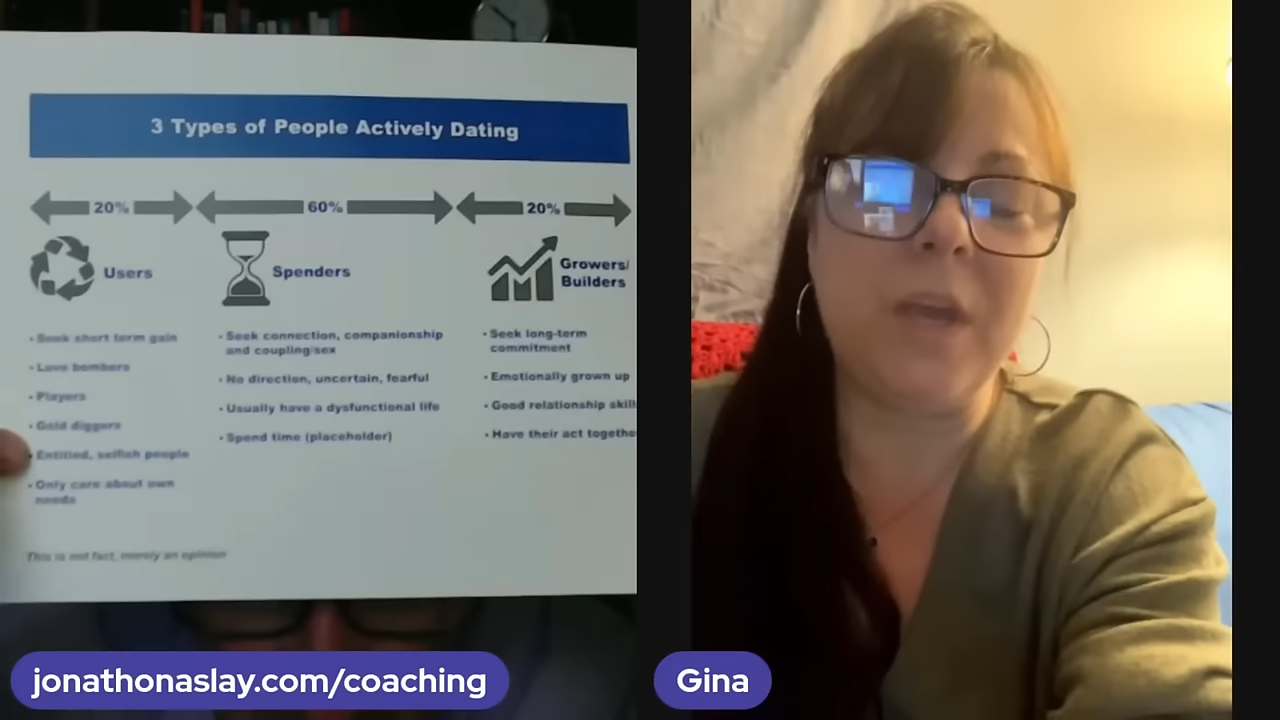 3 Types of People Actively Dating
20%
60%
20%
Users
Spenders
Growers/
Builders
• Seek short term gain
• Love bombers
• Players
• Gold diggers
• Entitled, selfish people
• Only care about own
needs
• Seek connection, companionship
and coupling/sex
• No direction, uncertain, fearful
• Usually have a dysfunctional life
• Spend time (placeholder)
• Seek long-term
commitment
• Emotionally grown up
• Good relationship skill
• Have their act togethe
This is not fact, merely an opinion
jonathonaslay.com/coaching
Gina